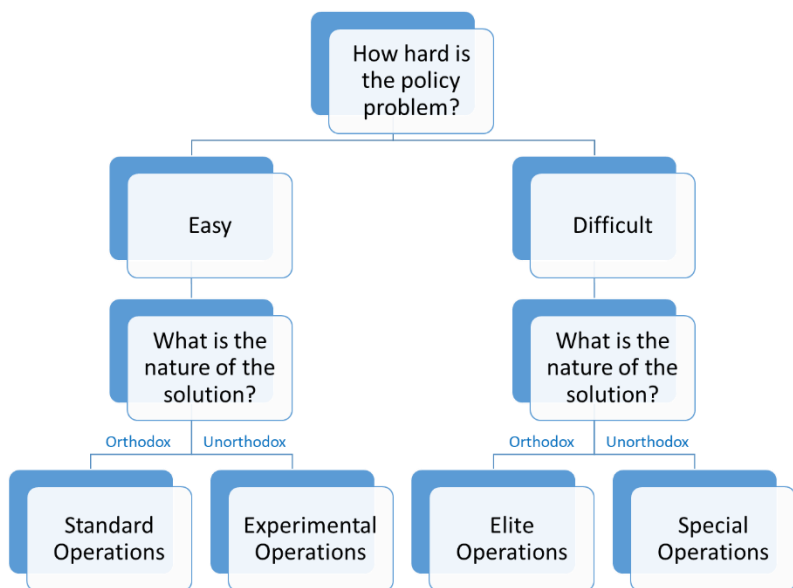 How hard is
the policy
problem?
Easy
Difficult
What is the
nature of the
solution?
What is the
nature of the
solution?
Orthodox
Unorthodox
Orthodox
Unorthodox
Standard
Operations
Experimental
Operations
Elite
Operations
Special
Operations